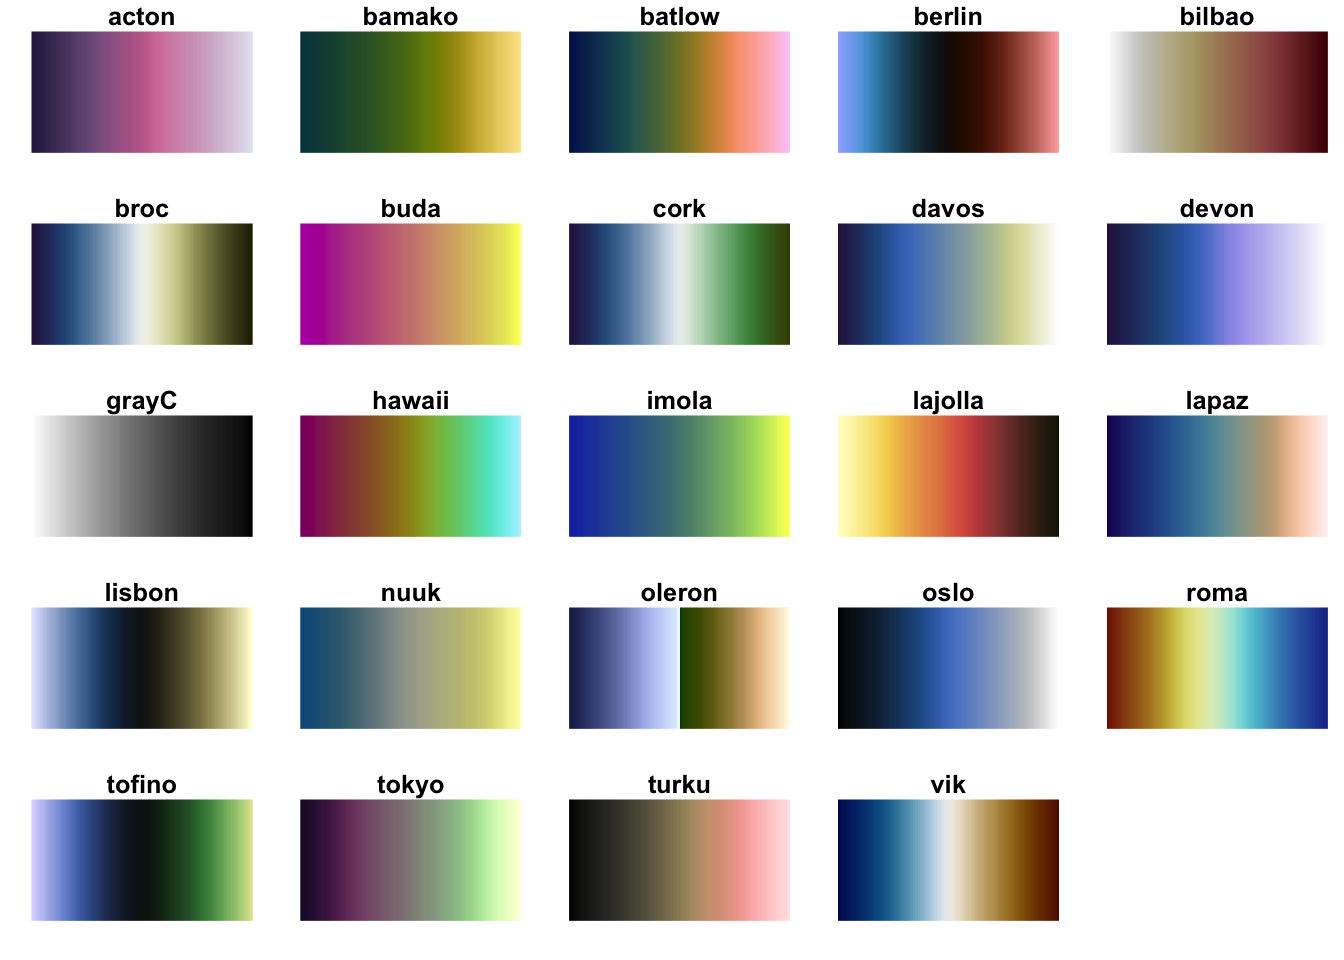 acton bamako batlow berlin bilbao
broc buda cork davos devon
grayC hawaii imola lajolla lapaz
lisbon nuuk oleron oslo roma
tofino tokyo turku vik